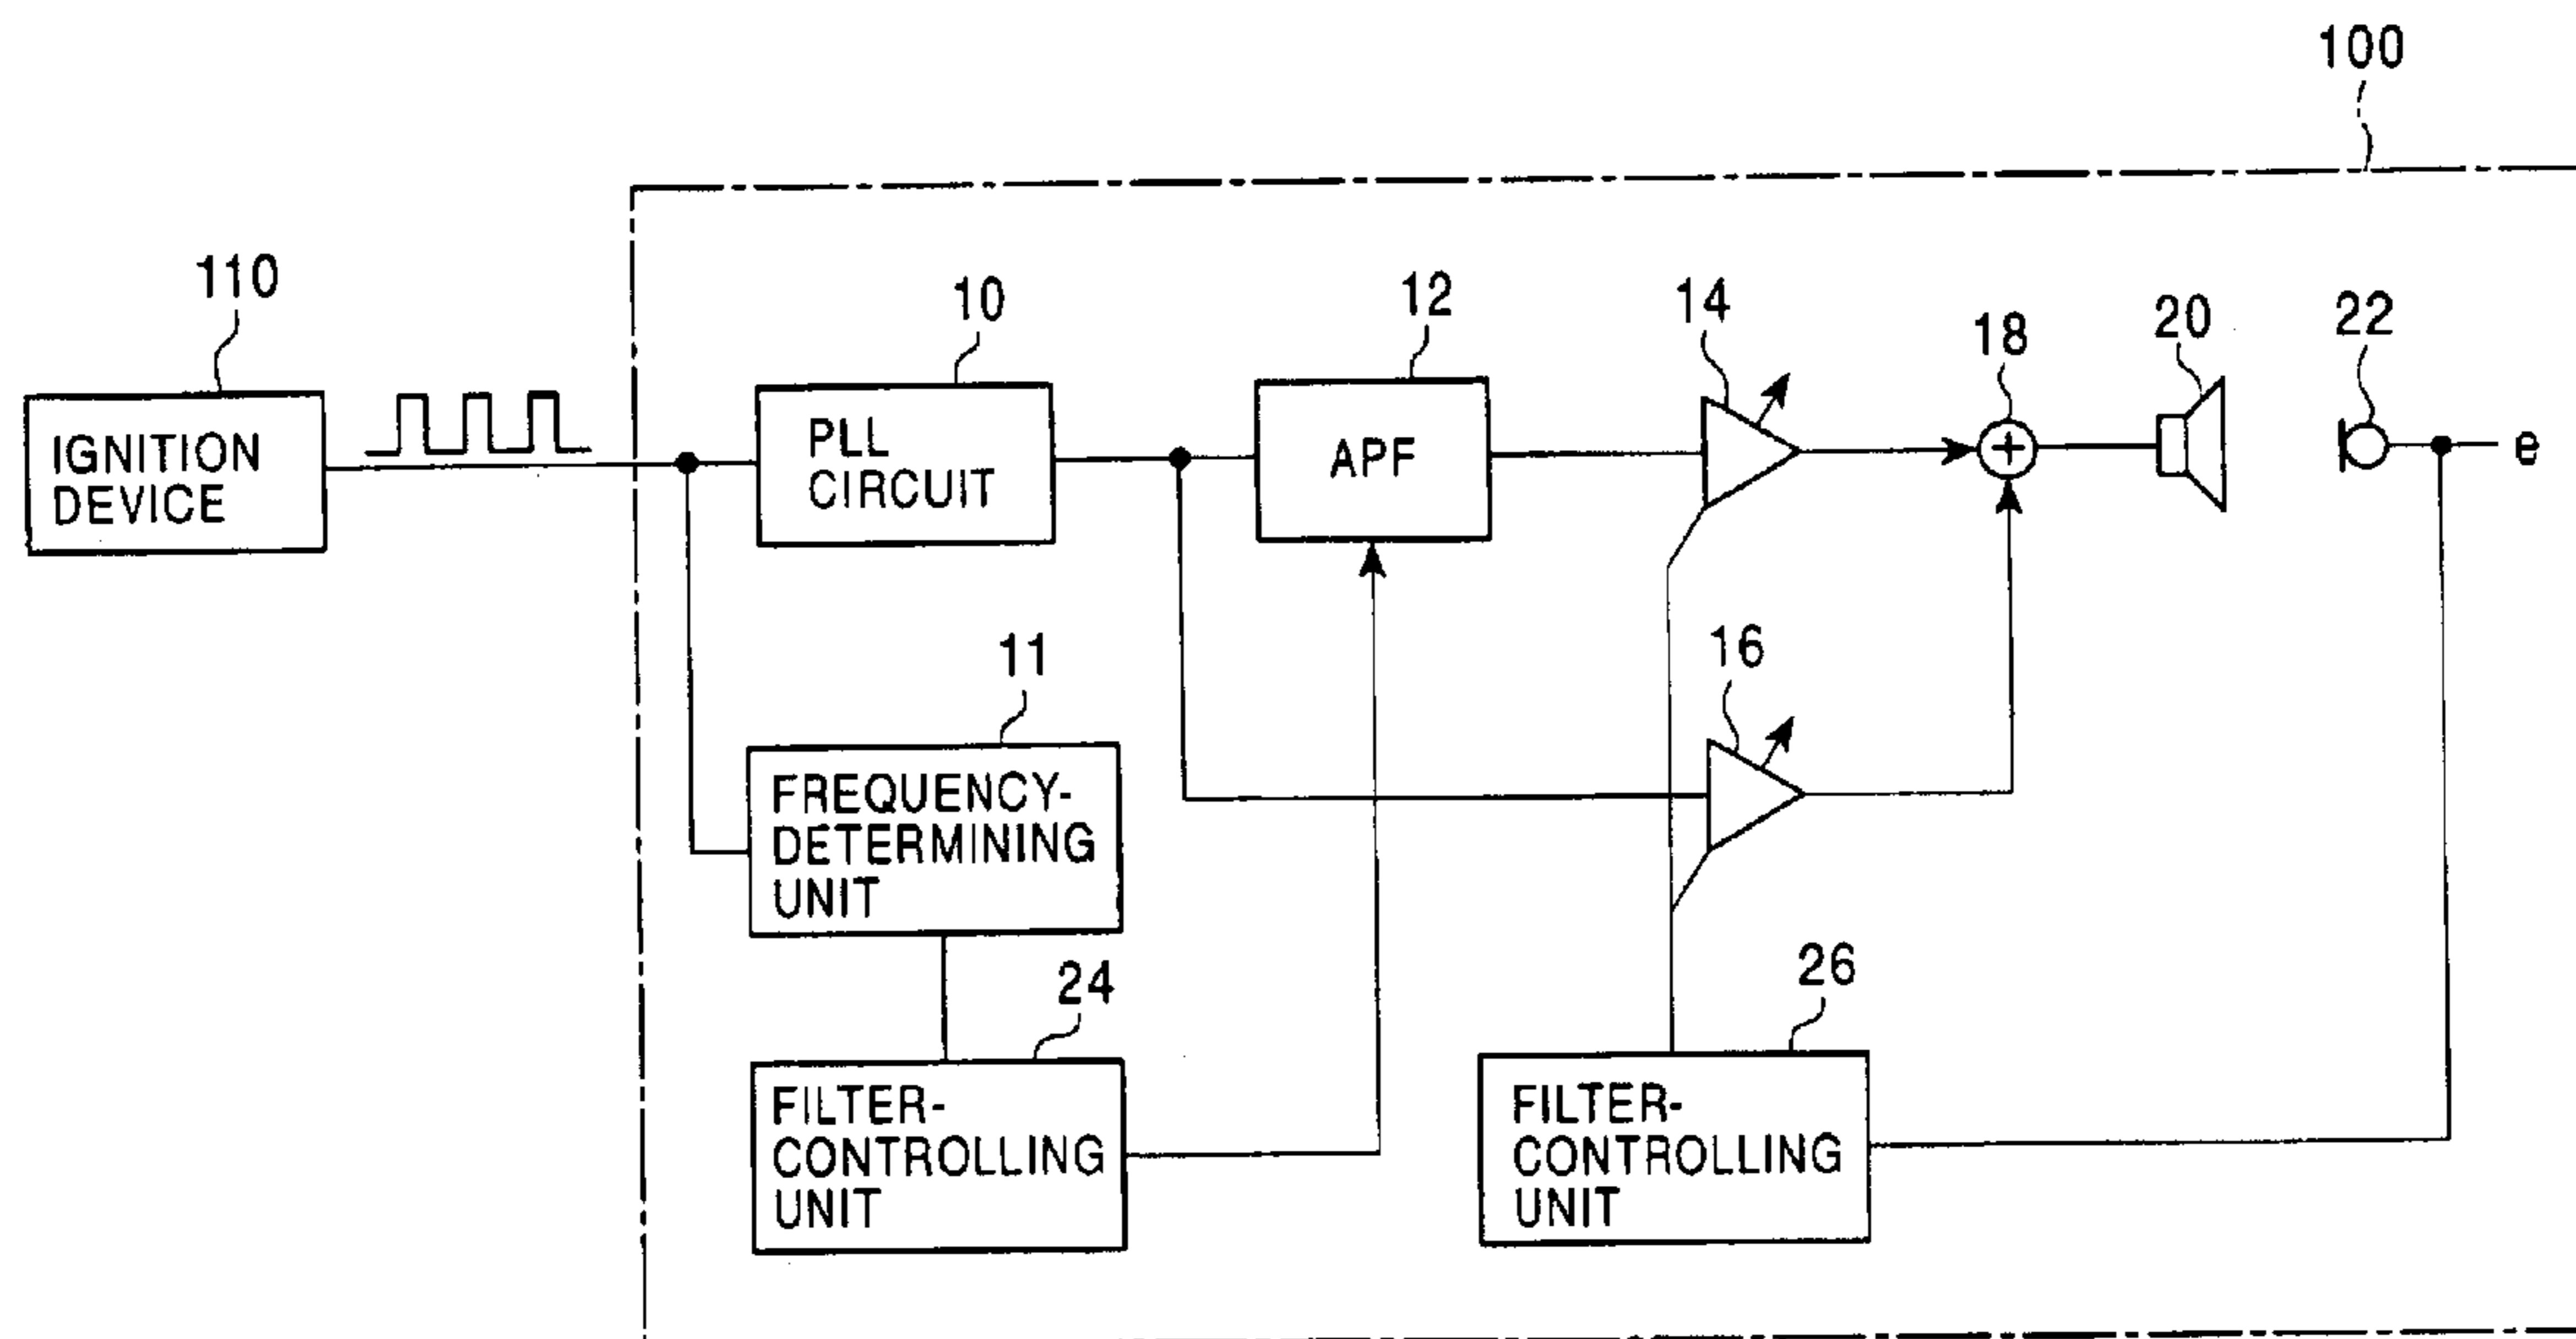 100
110
10
12
14
18
20
22
IGNITION
DEVICE
PLL
CIRCUIT
APF
+
e
11
16
FREQUENCY-
DETERMINING
UNIT
24
26
FILTER-
CONTROLLING
UNIT
FILTER-
CONTROLLING
UNIT